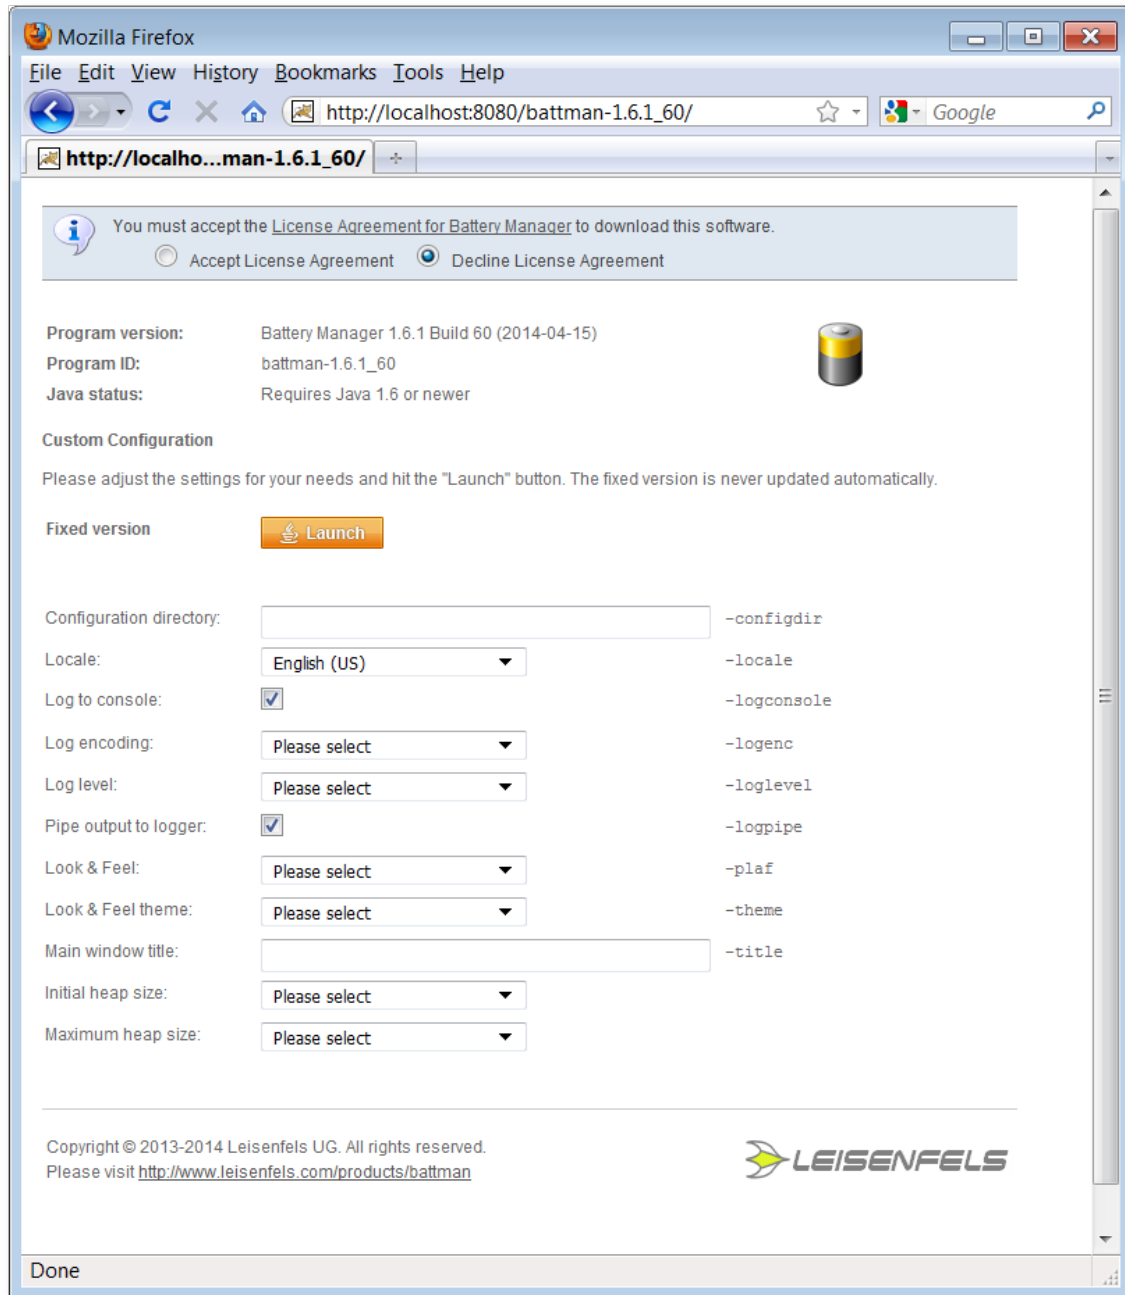 Mozilla Firefox
File Edit View History Bookmarks Tools Help
http://localhost:8080/battman-1.6.1_60/ Google
http://localho...man-1.6.1_60/
You must accept the License Agreement for Battery Manager to download this software.
Accept License Agreement Decline License Agreement
Program version: Battery Manager 1.6.1 Build 60 (2014-04-15)
Program ID: battman-1.6.1_60
Java status: Requires Java 1.6 or newer
Custom Configuration
Please adjust the settings for your needs and hit the "Launch" button. The fixed version is never updated automatically.
Fixed version Launch
Configuration directory: -configdir
Locale: English (US) -locale
Log to console: -logconsole
Log encoding: Please select -logenc
Log level: Please select -loglevel
Pipe output to logger: -logpipe
Look & Feel: Please select -plaf
Look & Feel theme: Please select -theme
Main window title: -title
Initial heap size: Please select
Maximum heap size: Please select
Copyright © 2013-2014 Leisenfels UG. All rights reserved.
Please visit http://www.leisenfels.com/products/battman
LEISENFELS
Done